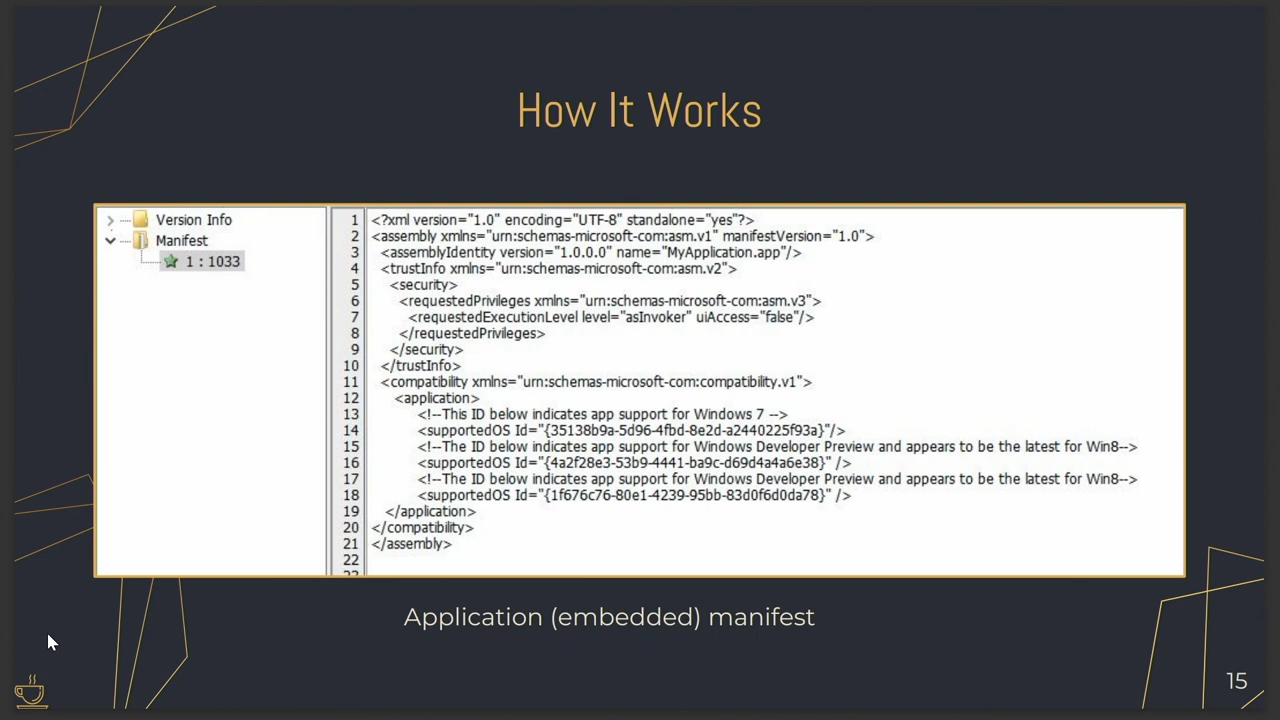 How It Works
Version Info
Manifest
1 : 1033
1 <?xml version="1.0" encoding="UTF-8" standalone="yes"?>
2 <assembly xmlns="urn:schemas-microsoft-com:asm.v1" manifestVersion="1.0">
3 <assemblyIdentity version="1.0.0.0" name="MyApplication.app"/>
4 <trustInfo xmlns="urn:schemas-microsoft-com:asm.v2">
5 <security>
6 <requestedPrivileges xmlns="urn:schemas-microsoft-com:asm.v3">
7 <requestedExecutionLevel level="asInvoker" uiAccess="false"/>
8 </requestedPrivileges>
9 </security>
10 </trustInfo>
11 <compatibility xmlns="urn:schemas-microsoft-com:compatibility.v1">
12 <application>
13 <!--This ID below indicates app support for Windows 7 -->
14 <supportedOS Id="{35138b9a-5d96-4fbd-8e2d-a2440225f93a}"/>
15 <!--The ID below indicates app support for Windows Developer Preview and appears to be the latest for Win8-->
16 <supportedOS Id="{4a2f28e3-53b9-4441-ba9c-d69d4a4a6e38}" />
17 <!--The ID below indicates app support for Windows Developer Preview and appears to be the latest for Win8-->
18 <supportedOS Id="{1f676c76-80e1-4239-95bb-83d0f6d0da78}" />
19 </application>
20 </compatibility>
21 </assembly>
22
Application (embedded) manifest
15